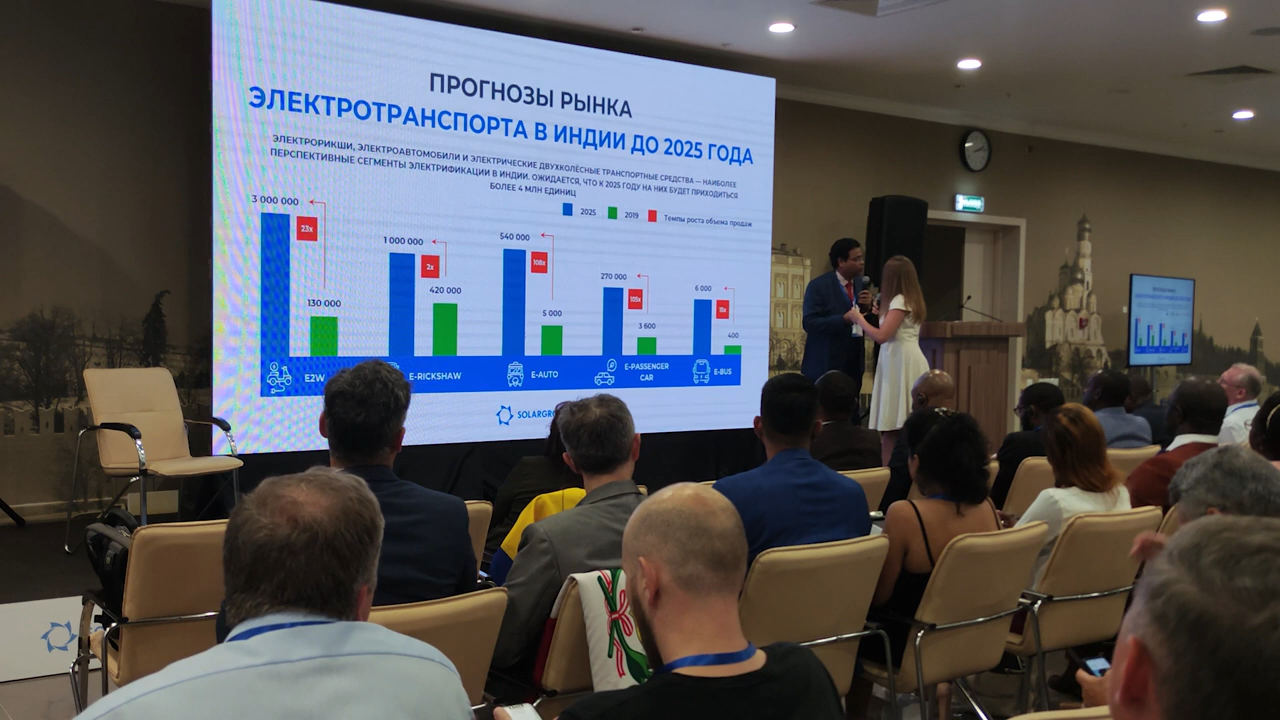 ПРОГНОЗЫ РЫНКА
ЭЛЕКТРОТРАНСПОРТА В ИНДИИ ДО 2025 ГОДА
ЭЛЕКТРОРИКШИ, ЭЛЕКТРОАВТОМОБИЛИ И ЭЛЕКТРИЧЕСКИЕ ДВУХКОЛЁСНЫЕ ТРАНСПОРТНЫЕ СРЕДСТВА — НАИБОЛЕЕ
ПЕРСПЕКТИВНЫЕ СЕГМЕНТЫ ЭЛЕКТРИФИКАЦИИ В ИНДИИ. ОЖИДАЕТСЯ, ЧТО К 2025 ГОДУ НА НИХ БУДЕТ ПРИХОДИТЬСЯ
БОЛЕЕ 4 МЛН ЕДИНИЦ
2025 2019 Темпы роста объема продаж
3 000 000
23x
130 000
1 000 000
2x
420 000
540 000
108x
5 000
270 000
105x
3 600
6 000
15x
400
E2W
E-RICKSHAW
E-AUTO
E-PASSENGER
CAR
E-BUS
SOLARGRO